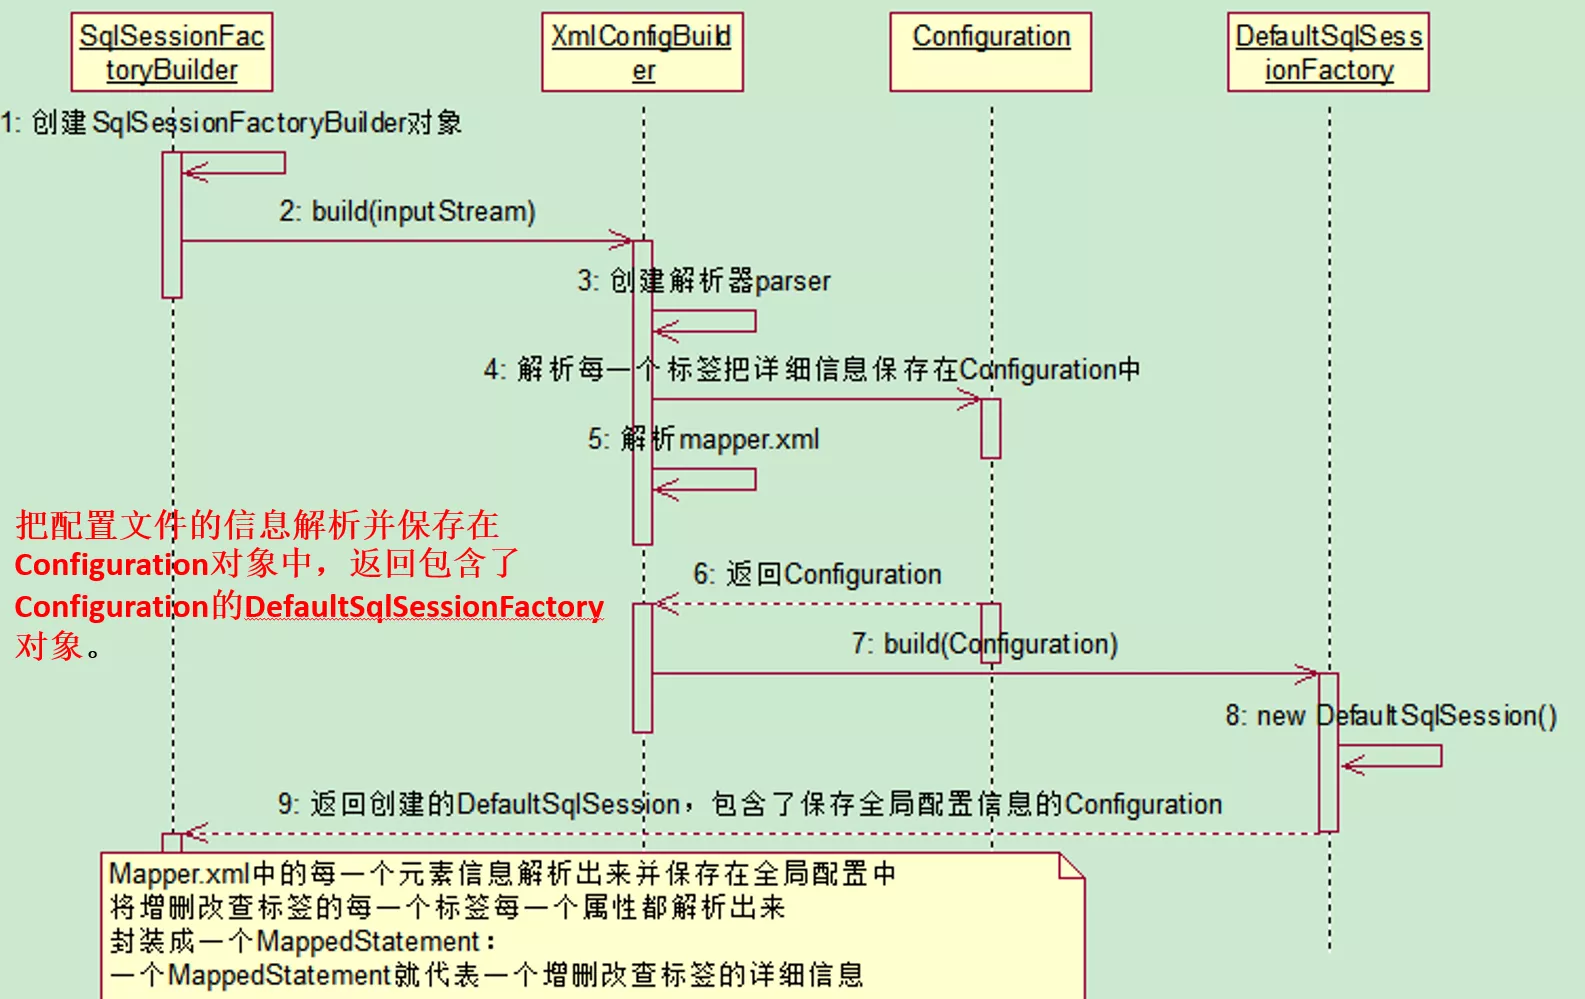 SqlSessionFac
toryBuilder
XmlConfigBuild
er
Configuration
DefaultSqlSess
ionFactory
1: 创建SqlSessionFactoryBuilder对象
2: build(inputStream)
3: 创建解析器parser
4: 解析每一个标签把详细信息保存在Configuration中
5: 解析mapper.xml
把配置文件的信息解析并保存在
Configuration对象中，返回包含了
Configuration的DefaultSqlSessionFactory
对象。
6: 返回Configuration
7: build(Configuration)
8: new DefaultSqlSession()
9: 返回创建的DefaultSqlSession，包含了保存全局配置信息的Configuration
Mapper.xml中的每一个元素信息解析出来并保存在全局配置中
将增删改查标签的每一个标签每一个属性都解析出来
封装成一个MappedStatement：
一个MappedStatement就代表一个增删改查标签的详细信息